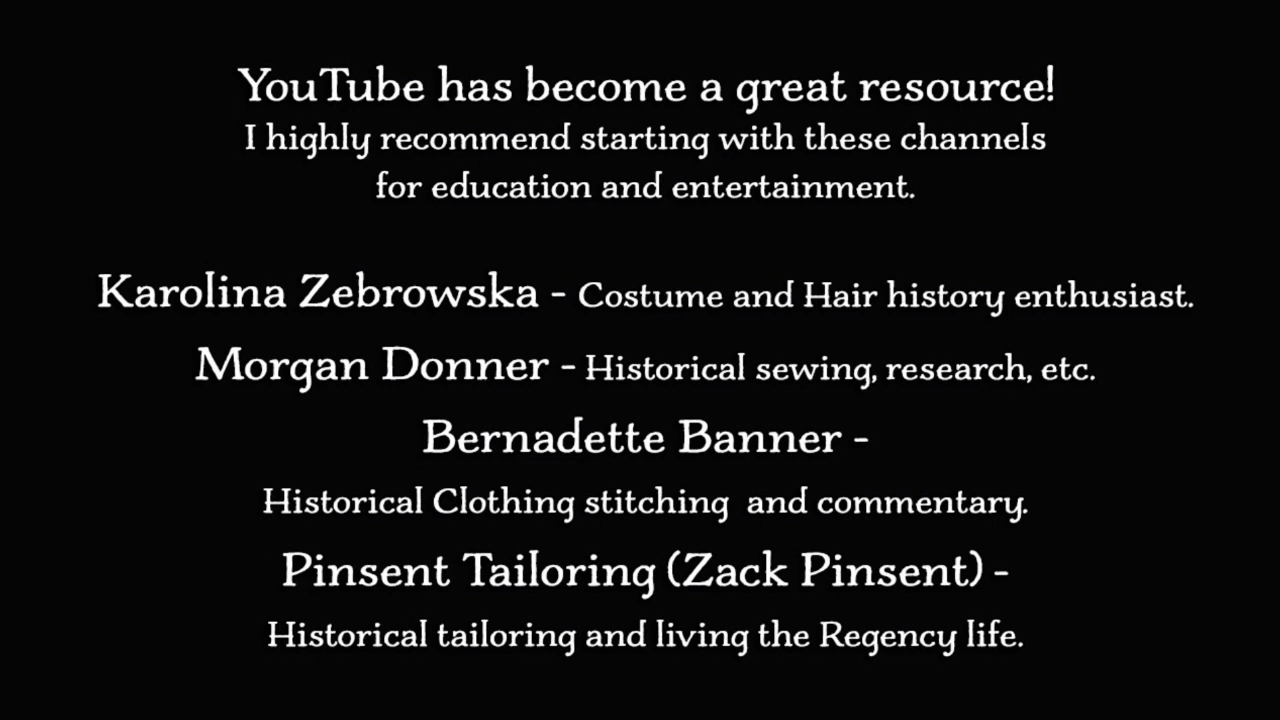 YouTube has become a great resource!
I highly recommend starting with these channels
for education and entertainment.
Karolina Zebrowska - Costume and Hair history enthusiast.
Morgan Donner - Historical sewing, research, etc.
Bernadette Banner -
Historical Clothing stitching  and commentary.
Pinsent Tailoring (Zack Pinsent) -
Historical tailoring and living the Regency life.